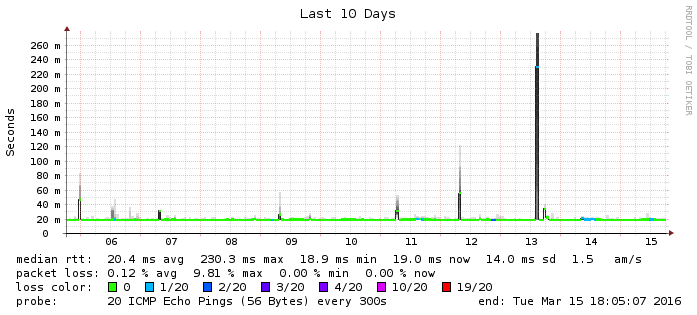 Last 10 Days
RRDTOOL / TOBI OETIKER
Seconds
260 m
240 m
220 m
200 m
180 m
160 m
140 m
120 m
100 m
80 m
60 m
40 m
20 m
0
06 07 08 09 10 11 12 13 14 15
median rtt: 20.4 ms avg 230.3 ms max 18.9 ms min 19.0 ms now 14.0 ms sd 1.5 am/s
packet loss: 0.12 % avg 9.81 % max 0.00 % min 0.00 % now
loss color: 0 1/20 2/20 3/20 4/20 10/20 19/20
probe: 20 ICMP Echo Pings (56 Bytes) every 300s end: Tue Mar 15 18:05:07 2016